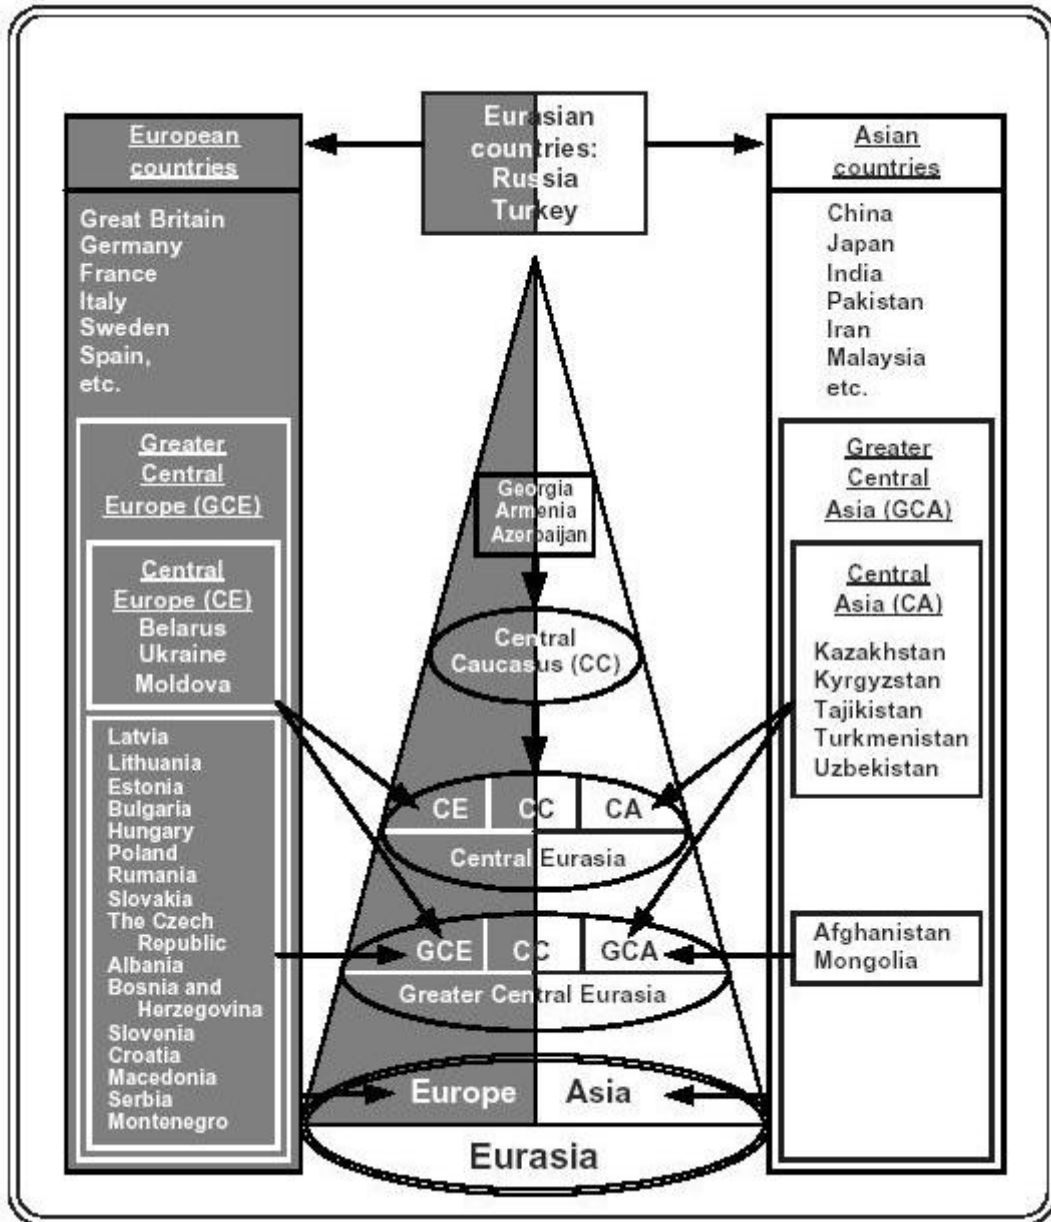 Eurasian
countries:
Russia
Turkey
European
countries
Great Britain
Germany
France
Italy
Sweden
Spain,
etc.
Greater
Central
Europe (GCE)
Central
Europe (CE)
Belarus
Ukraine
Moldova
Latvia
Lithuania
Estonia
Bulgaria
Hungary
Poland
Rumania
Slovakia
The Czech
Republic
Albania
Bosnia and
Herzegovina
Slovenia
Croatia
Macedonia
Serbia
Montenegro
Georgia
Armenia
Azerbaijan
Central
Caucasus (CC)
CE CC CA
Central Eurasia
GCE CC GCA
Greater Central Eurasia
Europe Asia
Eurasia
Asian
countries
China
Japan
India
Pakistan
Iran
Malaysia
etc.
Greater
Central
Asia (GCA)
Central
Asia (CA)
Kazakhstan
Kyrgyzstan
Tajikistan
Turkmenistan
Uzbekistan
Afghanistan
Mongolia